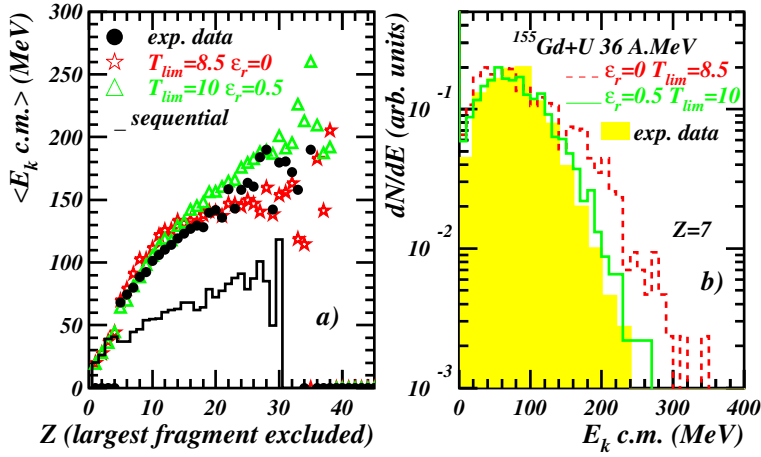 <E_k c.m.> (MeV)
300
250
200
150
100
50
0
exp. data
T_lim=8.5 ε_r=0
T_lim=10 ε_r=0.5
_ sequential
a)
0 10 20 30 40
Z (largest fragment excluded)
dN/dE (arb. units)
10^-1
10^-2
10^-3
^155Gd+U 36 A.MeV
ε_r=0 T_lim=8.5
ε_r=0.5 T_lim=10
exp. data
Z=7
b)
0 100 200 300 400
E_k c.m. (MeV)